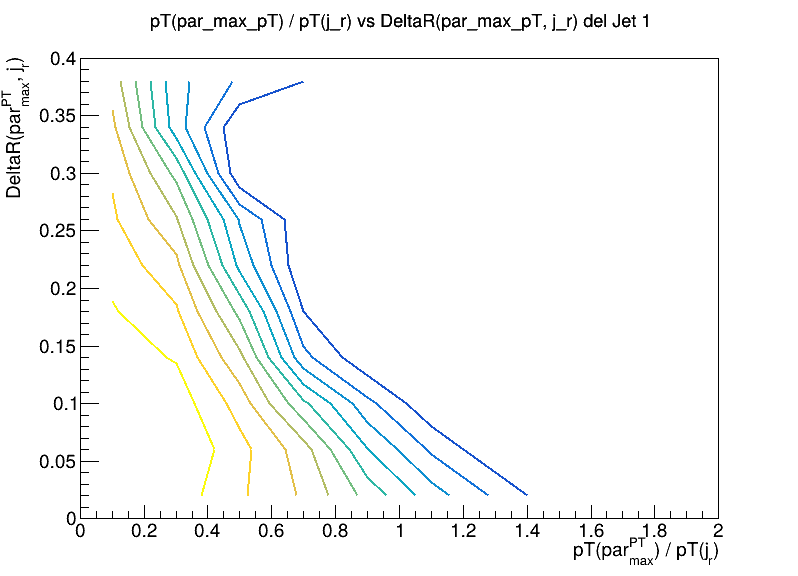 pT(par_max_pT) / pT(j_r) vs DeltaR(par_max_pT, j_r) del Jet 1
DeltaR(par^PT_max, j_r)
0.4
0.35
0.3
0.25
0.2
0.15
0.1
0.05
0
0 0.2 0.4 0.6 0.8 1 1.2 1.4 1.6 1.8 2
pT(par^PT_max) / pT(j_r)